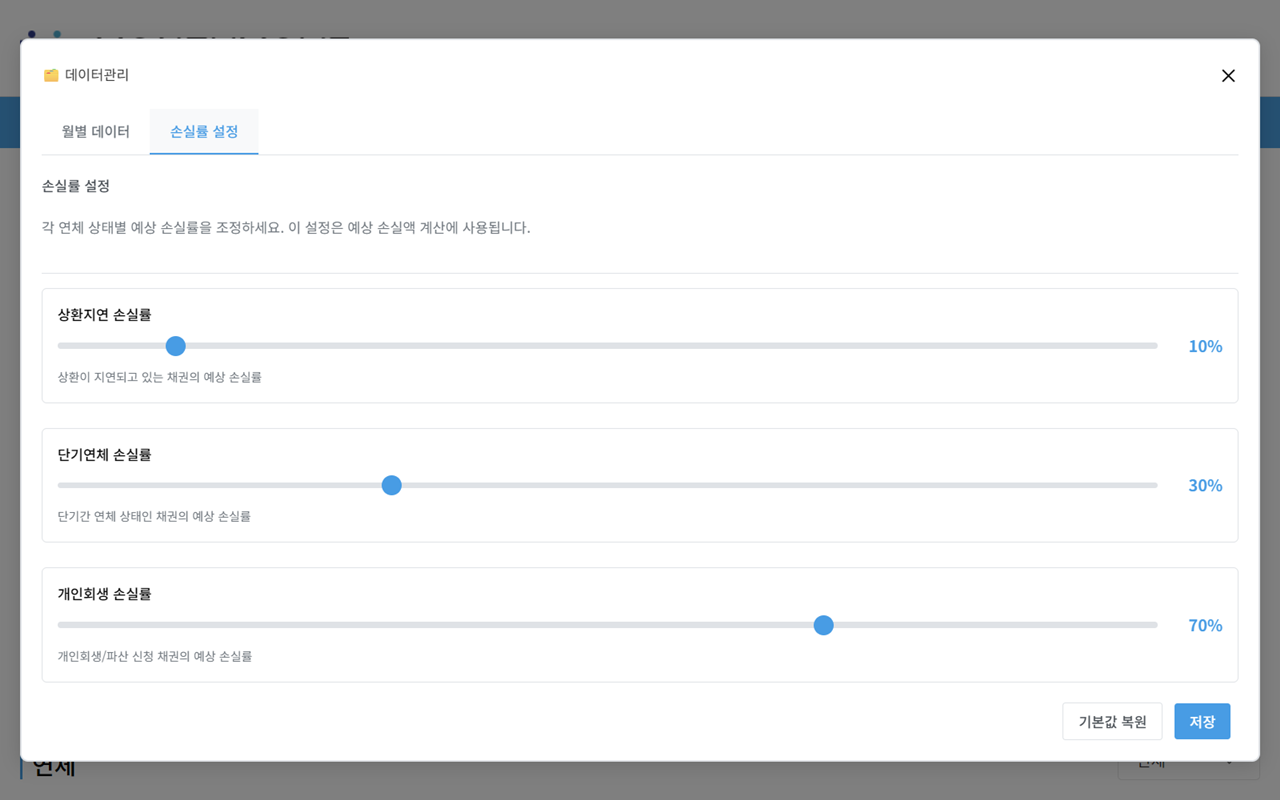 데이터관리
월별 데이터
손실률 설정
손실률 설정
각 연체 상태별 예상 손실률을 조정하세요. 이 설정은 예상 손실액 계산에 사용됩니다.
상환지연 손실률
10%
상환이 지연되고 있는 채권의 예상 손실률
단기연체 손실률
30%
단기간 연체 상태인 채권의 예상 손실률
개인회생 손실률
70%
개인회생/파산 신청 채권의 예상 손실률
기본값 복원
저장
연체